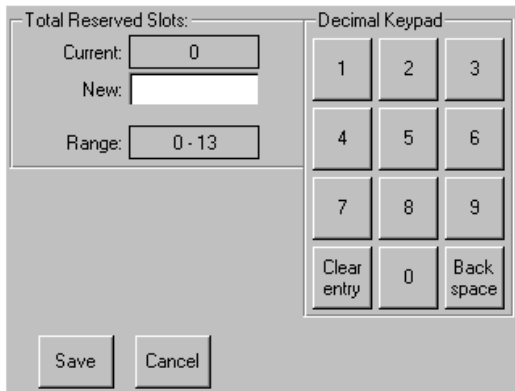 Total Reserved Slots:
Current: 0
New:
Range: 0 - 13
Decimal Keypad
1 2 3
4 5 6
7 8 9
Clear entry 0 Back space
Save Cancel